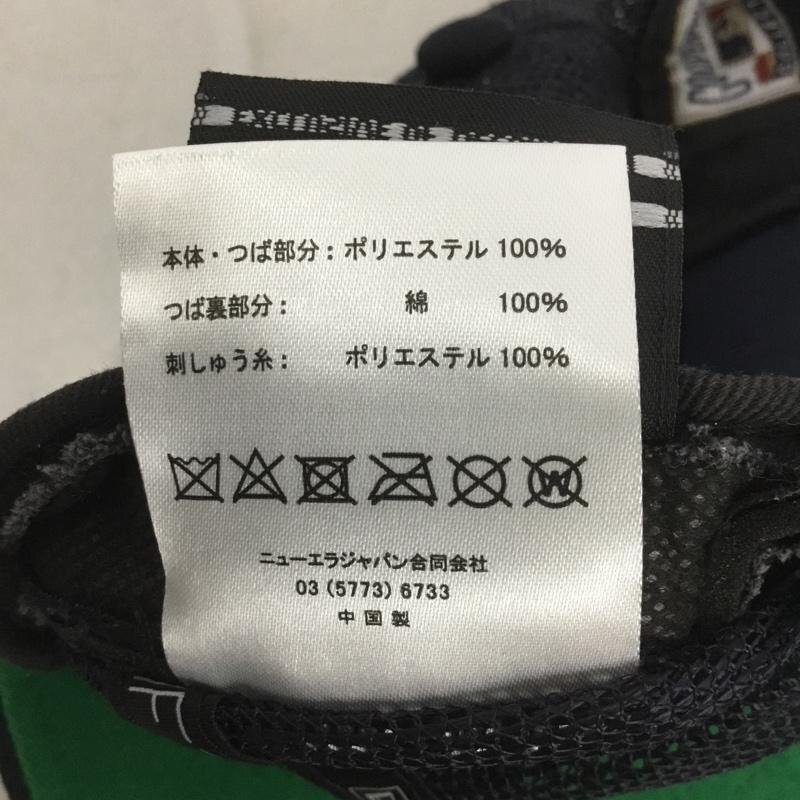 本体・つば部分：ポリエステル 100%
つば裏部分： 綿 100%
刺しゅう糸： ポリエステル 100%
W
ニューエラジャパン合同会社
03 (5773) 6733
中国製